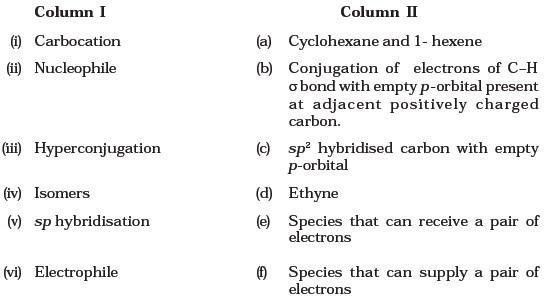 Column I Column II
(i) Carbocation (a) Cyclohexane and 1- hexene
(ii) Nucleophile (b) Conjugation of electrons of C–H
σ bond with empty p-orbital present
at adjacent positively charged
carbon.
(iii) Hyperconjugation (c) sp² hybridised carbon with empty
p-orbital
(iv) Isomers (d) Ethyne
(v) sp hybridisation (e) Species that can receive a pair of
electrons
(vi) Electrophile (f) Species that can supply a pair of
electrons